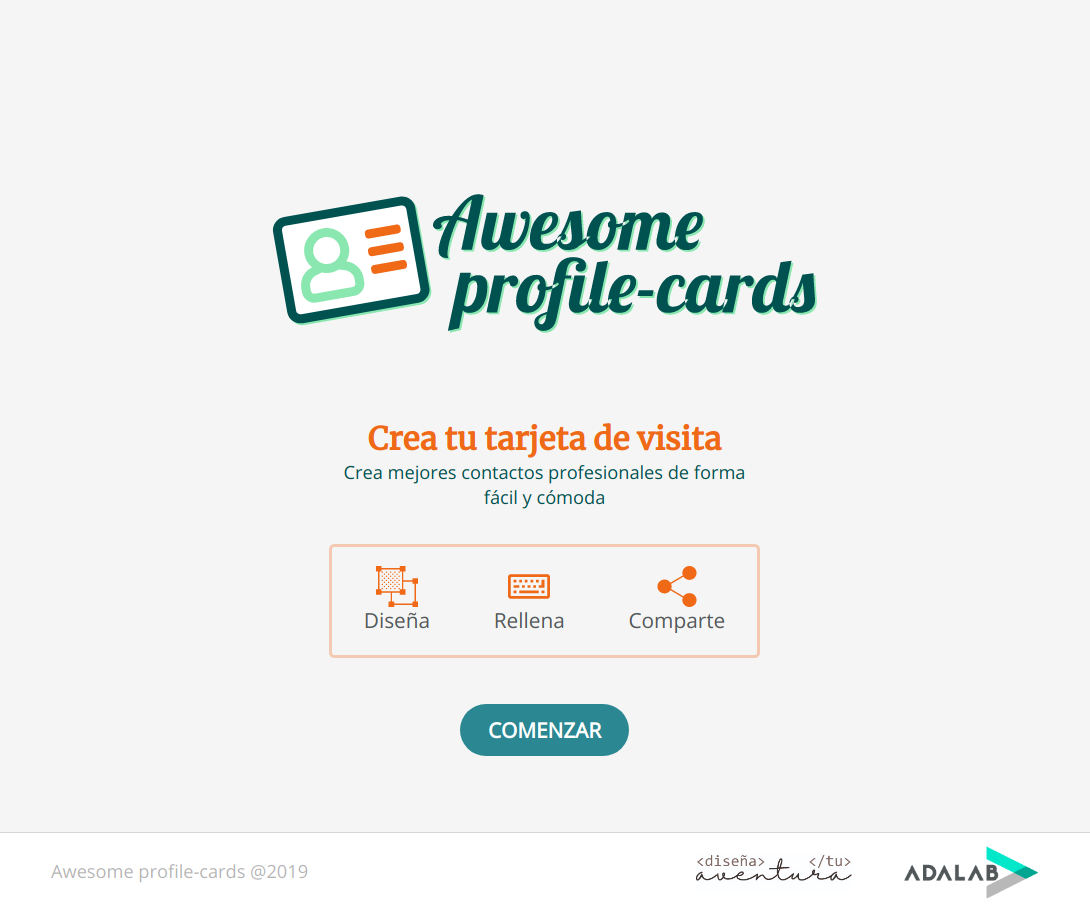 Awesome
profile-cards
Crea tu tarjeta de visita
Crea mejores contactos profesionales de forma
fácil y cómoda
Diseña Rellena Comparte
COMENZAR
Awesome profile-cards @2019
<diseña> </tu>
aventura
ADALAB